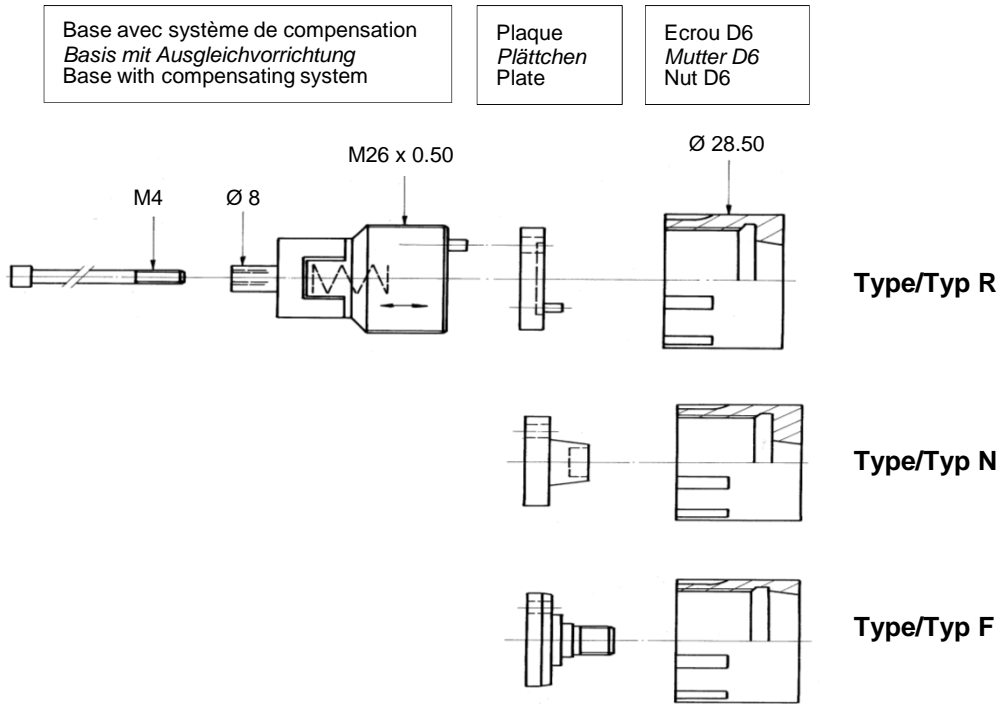 Base avec système de compensation
Basis mit Ausgleichvorrichtung
Base with compensating system
Plaque
Plättchen
Plate
Ecrou D6
Mutter D6
Nut D6
M4
Ø 8
M26 x 0.50
Ø 28.50
Type/Typ R
Type/Typ N
Type/Typ F